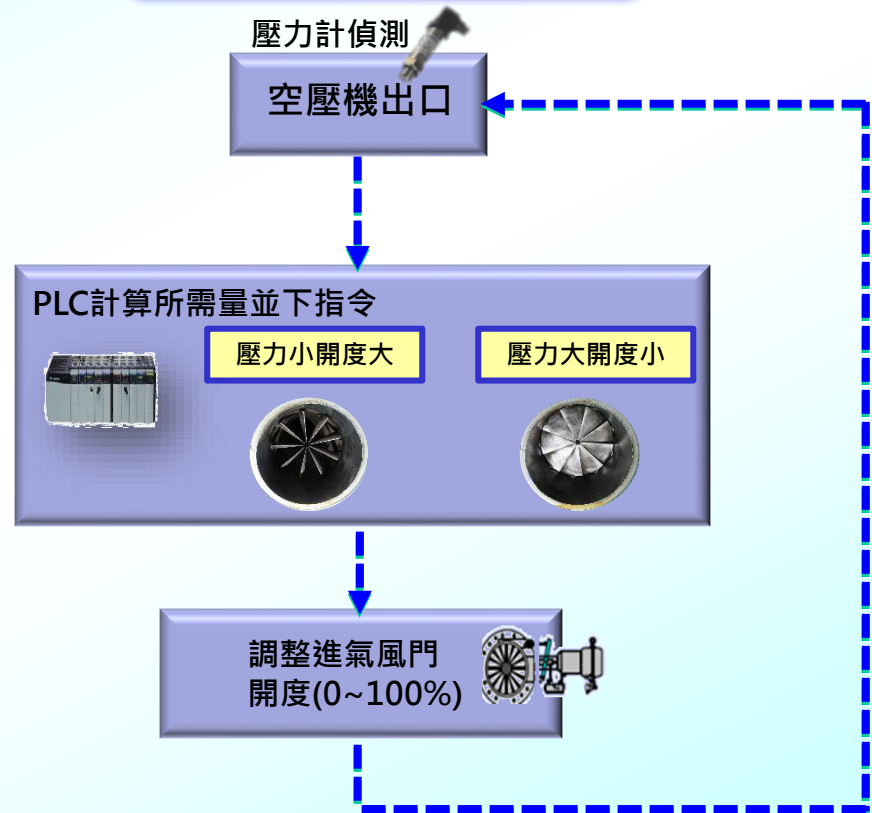 壓力計偵測
空壓機出口
PLC計算所需量並下指令
壓力小開度大
壓力大開度小
調整進氣風門
開度(0~100%)